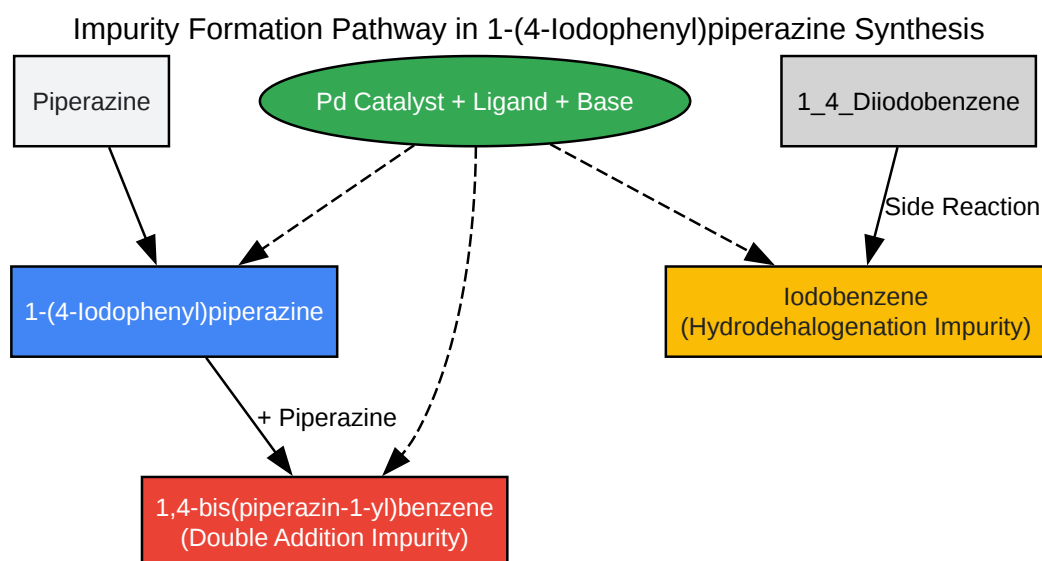 Impurity Formation Pathway in 1-(4-Iodophenyl)piperazine Synthesis
Piperazine
Pd Catalyst + Ligand + Base
1_4_Diiodobenzene
Side Reaction
1-(4-Iodophenyl)piperazine
Iodobenzene
(Hydrodehalogenation Impurity)
+ Piperazine
1,4-bis(piperazin-1-yl)benzene
(Double Addition Impurity)